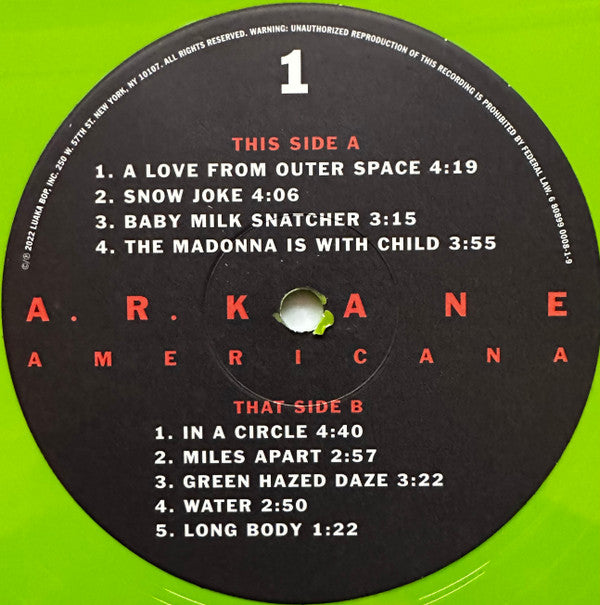 ©/℗ 2022 LUAKA BOP, INC. 250 W. 57TH ST. NEW YORK, NY 10107. ALL RIGHTS RESERVED. WARNING: UNAUTHORIZED REPRODUCTION OF THIS RECORDING IS PROHIBITED BY FEDERAL LAW. 6 80899 0008-1-9
1
THIS SIDE A
1. A LOVE FROM OUTER SPACE 4:19
2. SNOW JOKE 4:06
3. BABY MILK SNATCHER 3:15
4. THE MADONNA IS WITH CHILD 3:55
A.R.KANE
AMERICANA
THAT SIDE B
1. IN A CIRCLE 4:40
2. MILES APART 2:57
3. GREEN HAZED DAZE 3:22
4. WATER 2:50
5. LONG BODY 1:22